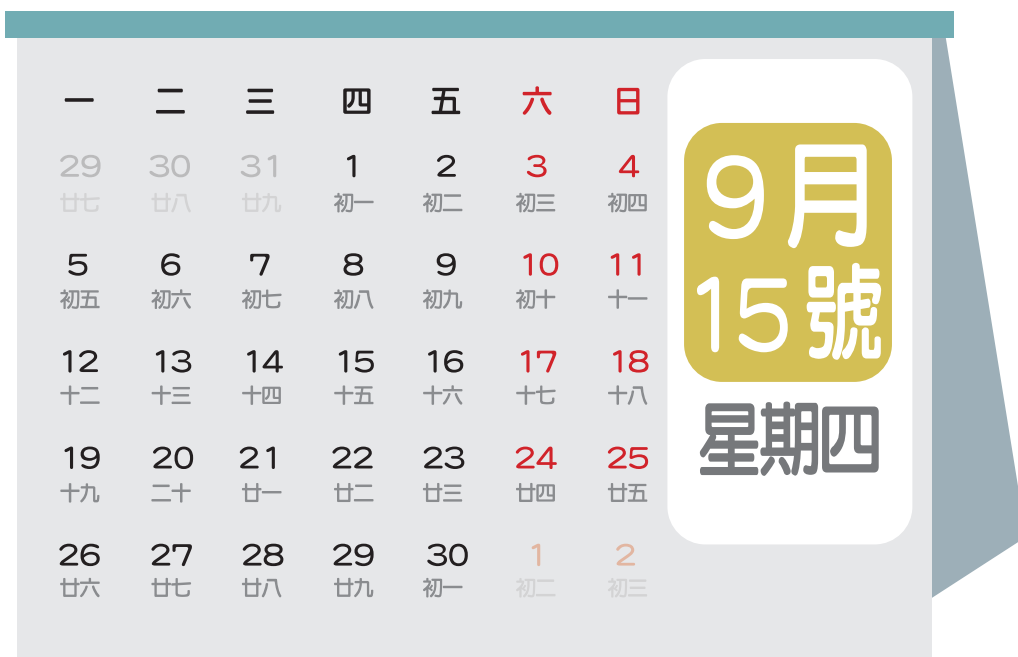 一 二 三 四 五 六 日
29 30 31 1 2 3 4
廿七 廿八 廿九 初一 初二 初三 初四
5 6 7 8 9 10 11
初五 初六 初七 初八 初九 初十 十一
12 13 14 15 16 17 18
十二 十三 十四 十五 十六 十七 十八
19 20 21 22 23 24 25
十九 二十 廿一 廿二 廿三 廿四 廿五
26 27 28 29 30 1 2
廿六 廿七 廿八 廿九 初一 初二 初三
9月
15號
星期四